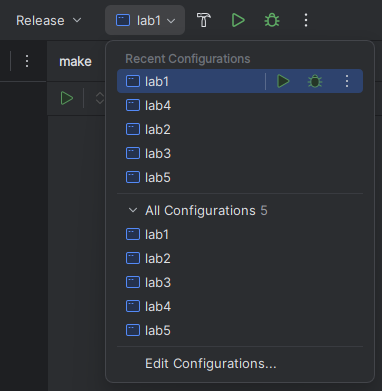 Release
lab1
make
Recent Configurations
lab1
lab4
lab2
lab3
lab5
All Configurations 5
lab1
lab2
lab3
lab4
lab5
Edit Configurations...